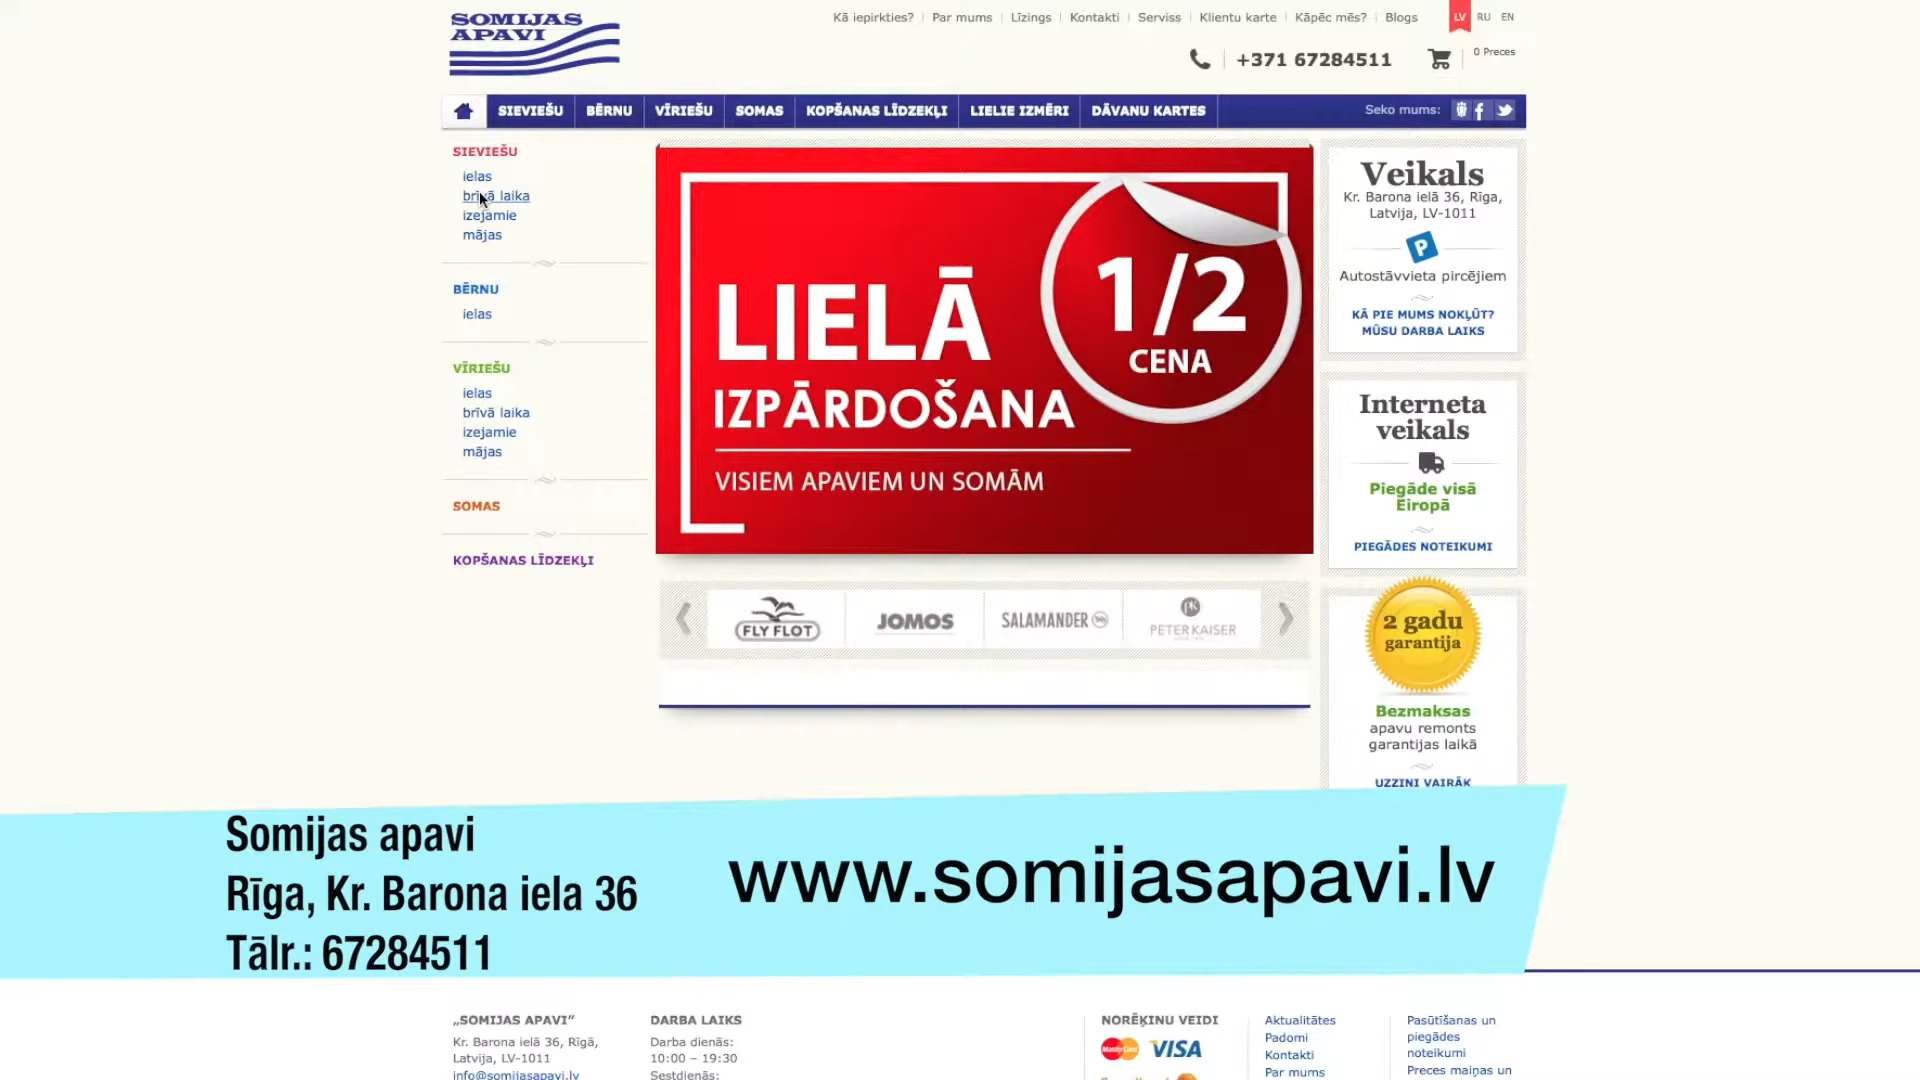 SOMIJAS
APAVI
Kā iepirkties? Par mums Līzings Kontakti Serviss Klientu karte Kāpēc mēs? Blogs
LV RU EN
+371 67284511
0 Preces
SIEVIEŠU BĒRNU VĪRIEŠU SOMAS KOPŠANAS LĪDZEKĻI LIELIE IZMĒRI DĀVANU KARTES
Seko mums:
SIEVIEŠU
ielas
brīvā laika
izejamie
mājas
BĒRNU
ielas
VĪRIEŠU
ielas
brīvā laika
izejamie
mājas
SOMAS
KOPŠANAS LĪDZEKĻI
LIELĀ
IZPĀRDOŠANA
VISIEM APAVIEM UN SOMĀM
1/2
CENA
FLY FLOT
JOMOS
SALAMANDER
PK
PETER KAISER
Veikals
Kr. Barona ielā 36, Rīga,
Latvija, LV-1011
P
Autostāvvieta pircējiem
KĀ PIE MUMS NOKĻŪT?
MŪSU DARBA LAIKS
Interneta
veikals
Piegāde visā
Eiropā
PIEGĀDES NOTEIKUMI
2 gadu
garantija
Bezmaksas
apavu remonts
garantijas laikā
UZZINI VAIRĀK
Somijas apavi
Rīga, Kr. Barona iela 36
Tālr.: 67284511
www.somijasapavi.lv
„SOMIJAS APAVI”
Kr. Barona ielā 36, Rīgā,
Latvija, LV-1011
info@somijasapavi.lv
DARBA LAIKS
Darba dienās:
10:00 – 19:30
Sestdienās:
NORĒĶINU VEIDI
MasterCard VISA
Aktualitātes
Padomi
Kontakti
Par mums
Pasūtīšanas un
piegādes
noteikumi
Preces maiņas un